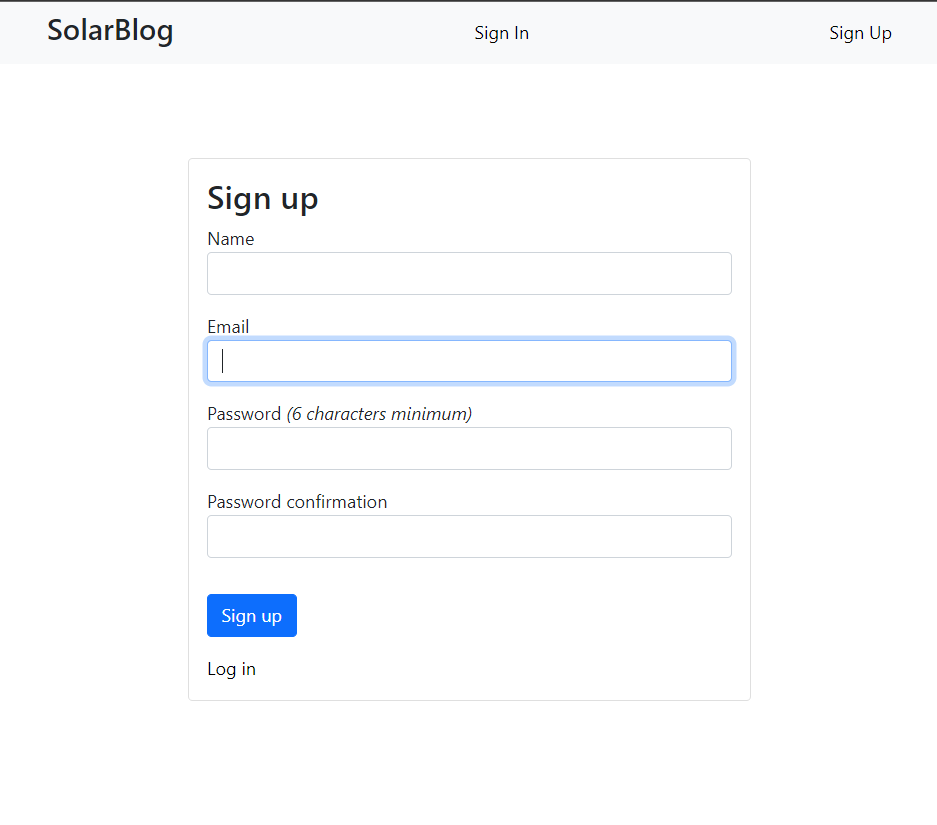 SolarBlog Sign In Sign Up
Sign up
Name
Email
Password (6 characters minimum)
Password confirmation
Sign up
Log in